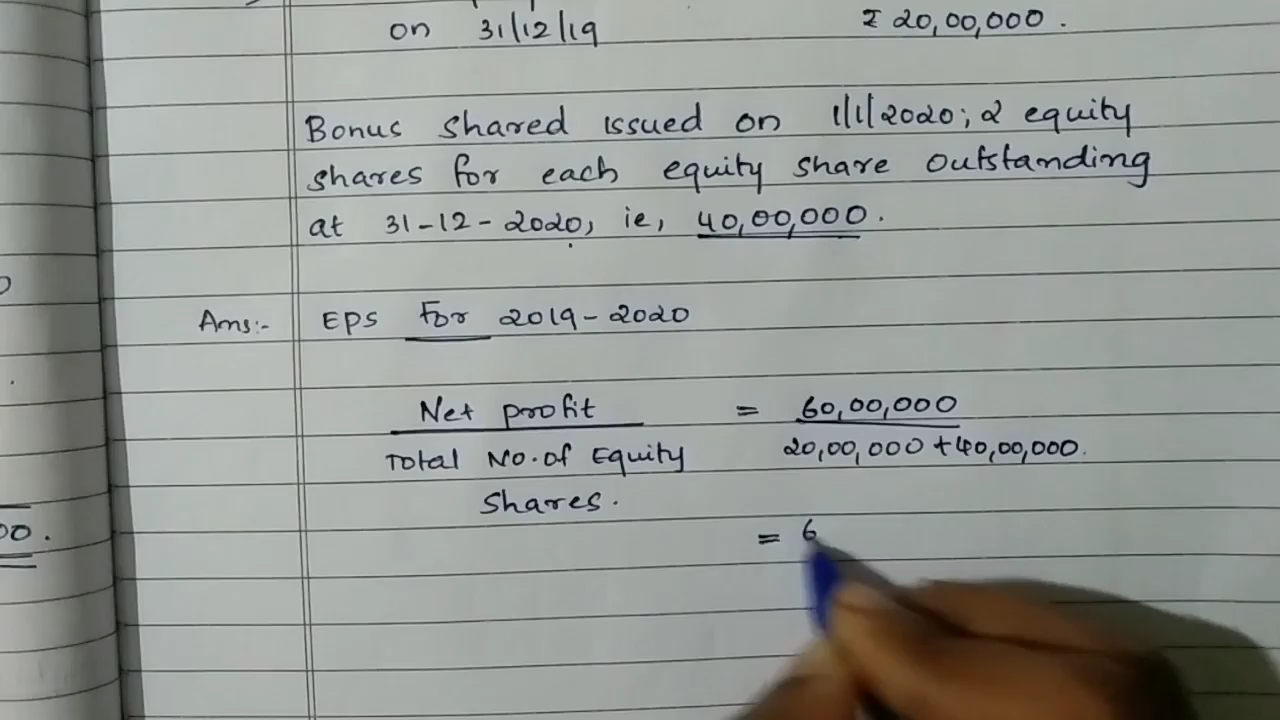 on 31/12/19 ₹ 20,00,000.
Bonus shared issued on 1/1/2020; 2 equity
shares for each equity share outstanding
at 31-12-2020, ie, 40,00,000.
Ans:- EPS For 2019-2020
Net profit = 60,00,000
Total No. of Equity 20,00,000 + 40,00,000.
Shares.
00.
= 6